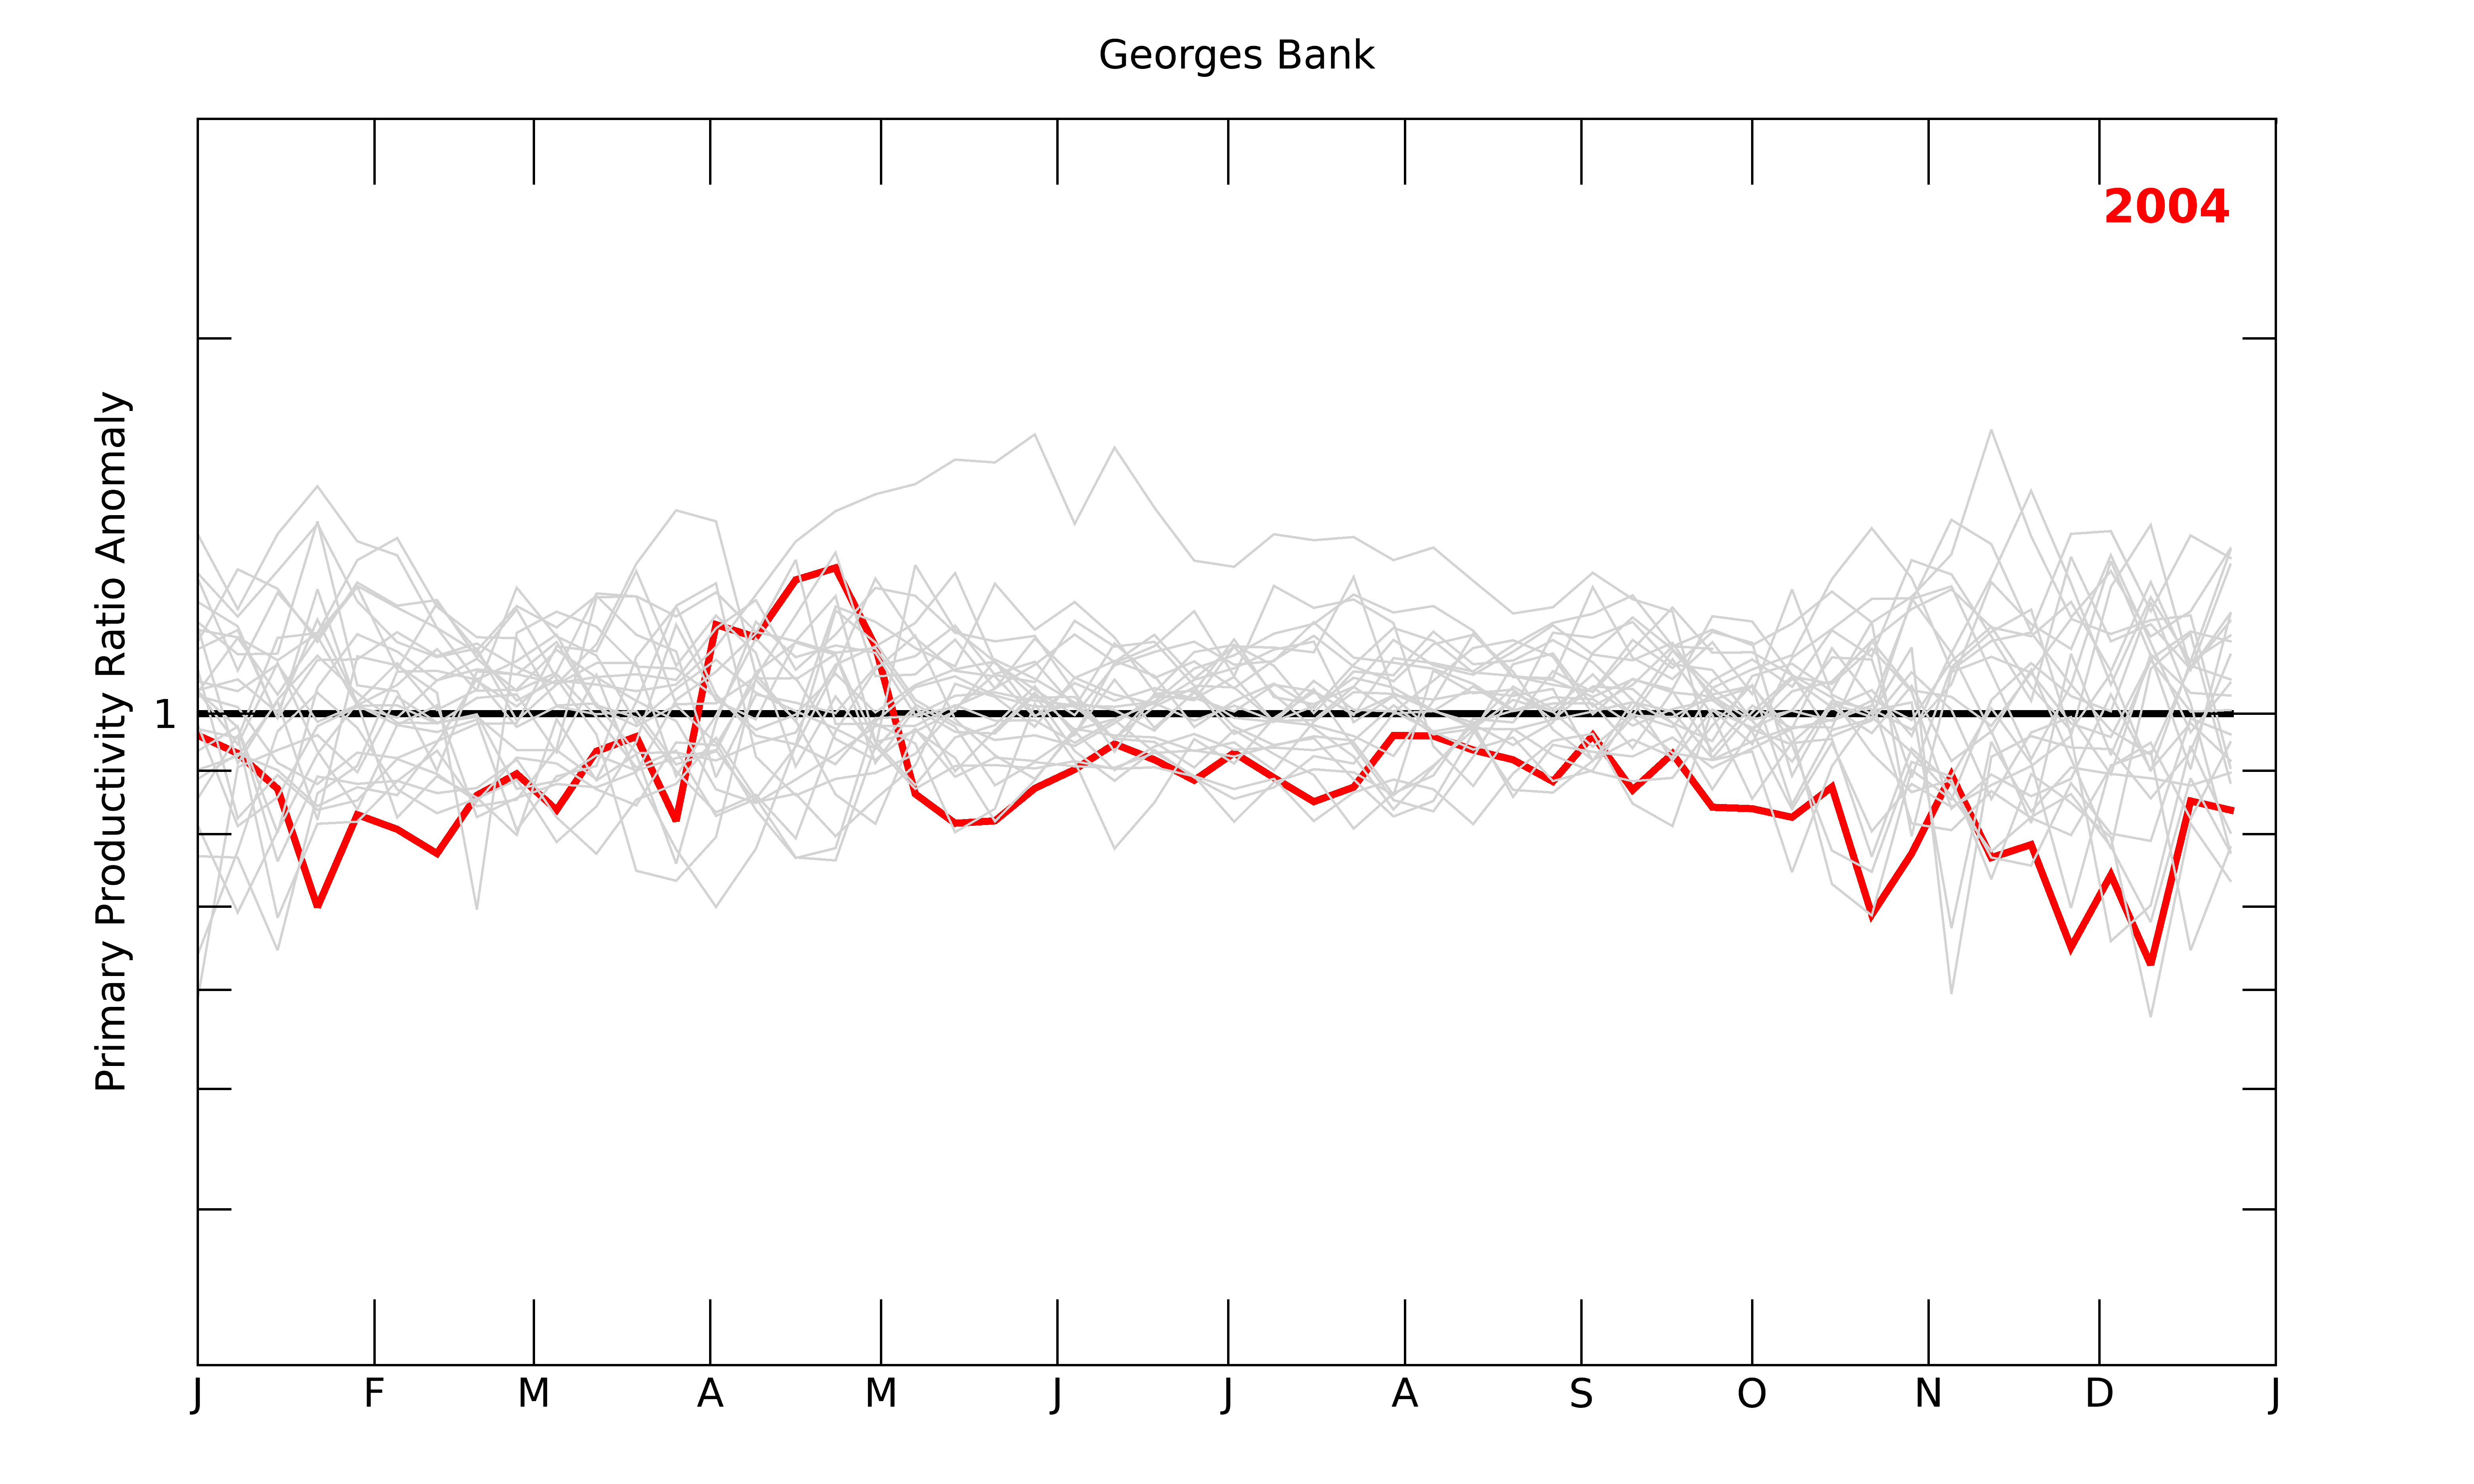 Georges Bank
2004
Primary Productivity Ratio Anomaly
1
J F M A M J J A S O N D J